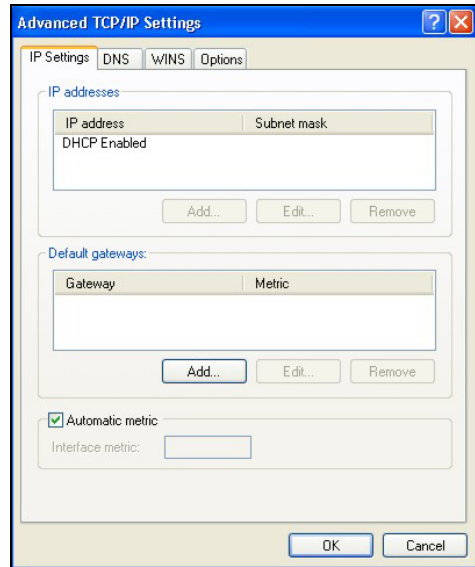 Advanced TCP/IP Settings
IP Settings DNS WINS Options
IP addresses
IP address Subnet mask
DHCP Enabled
Add... Edit... Remove
Default gateways:
Gateway Metric
Add... Edit... Remove
Automatic metric
Interface metric:
OK Cancel